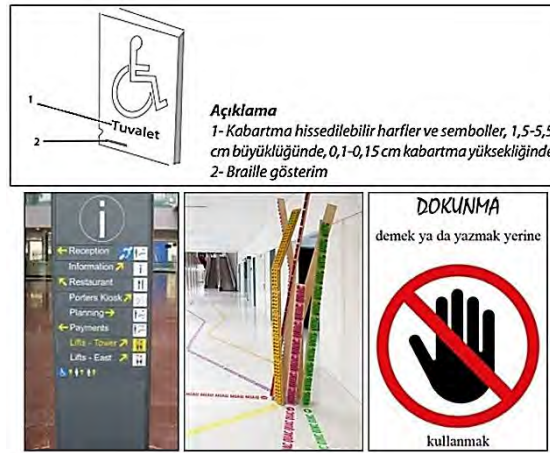 Tuvalet
1
2
Açıklama
1- Kabartma hissedilebilir harfler ve semboller, 1,5-5,5
cm büyüklüğünde, 0,1-0,15 cm kabartma yüksekliğinde
2- Braille gösterim
i
Reception
Information
i
Restaurant
Porters Kiosk
Planning
Payments
Lifts - Tower
Lifts - East
DOKUNMA
demek ya da yazmak yerine
kullanmak